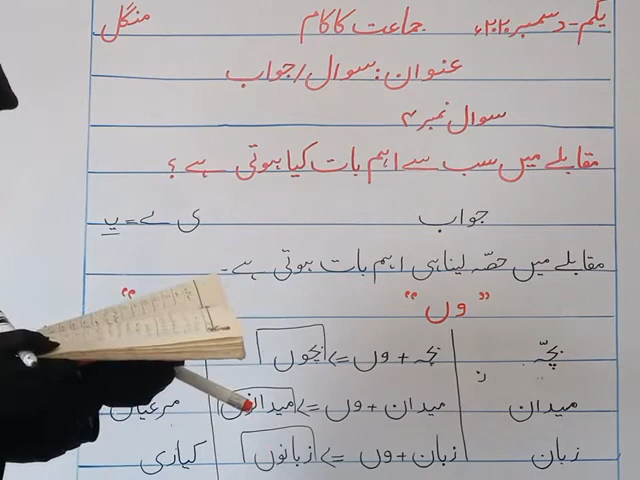 یکم۔ دسمبر ۲۰۲۰ء جماعت کا کام منگل
عنوان: سوال/جواب
سوال نمبر ۴
مقابلے میں سب سے اہم بات کیا ہوتی ہے؟
جواب ی ے = یے
مقابلے میں حصّہ لینا ہی اہم بات ہوتی ہے۔
"وں"
بچّہ بچہ + وں => بچوں
میدان میدان + وں => میدانوں مرغیاں
زبان زبان + وں => زبانوں کیاری